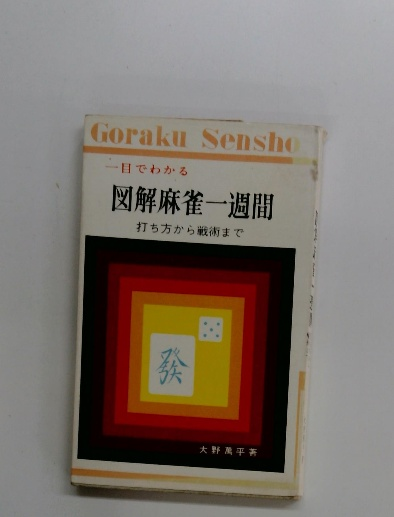 Goraku Sensho
一目でわかる
図解麻雀一週間
打ち方から戦術まで
發
大野萬平著